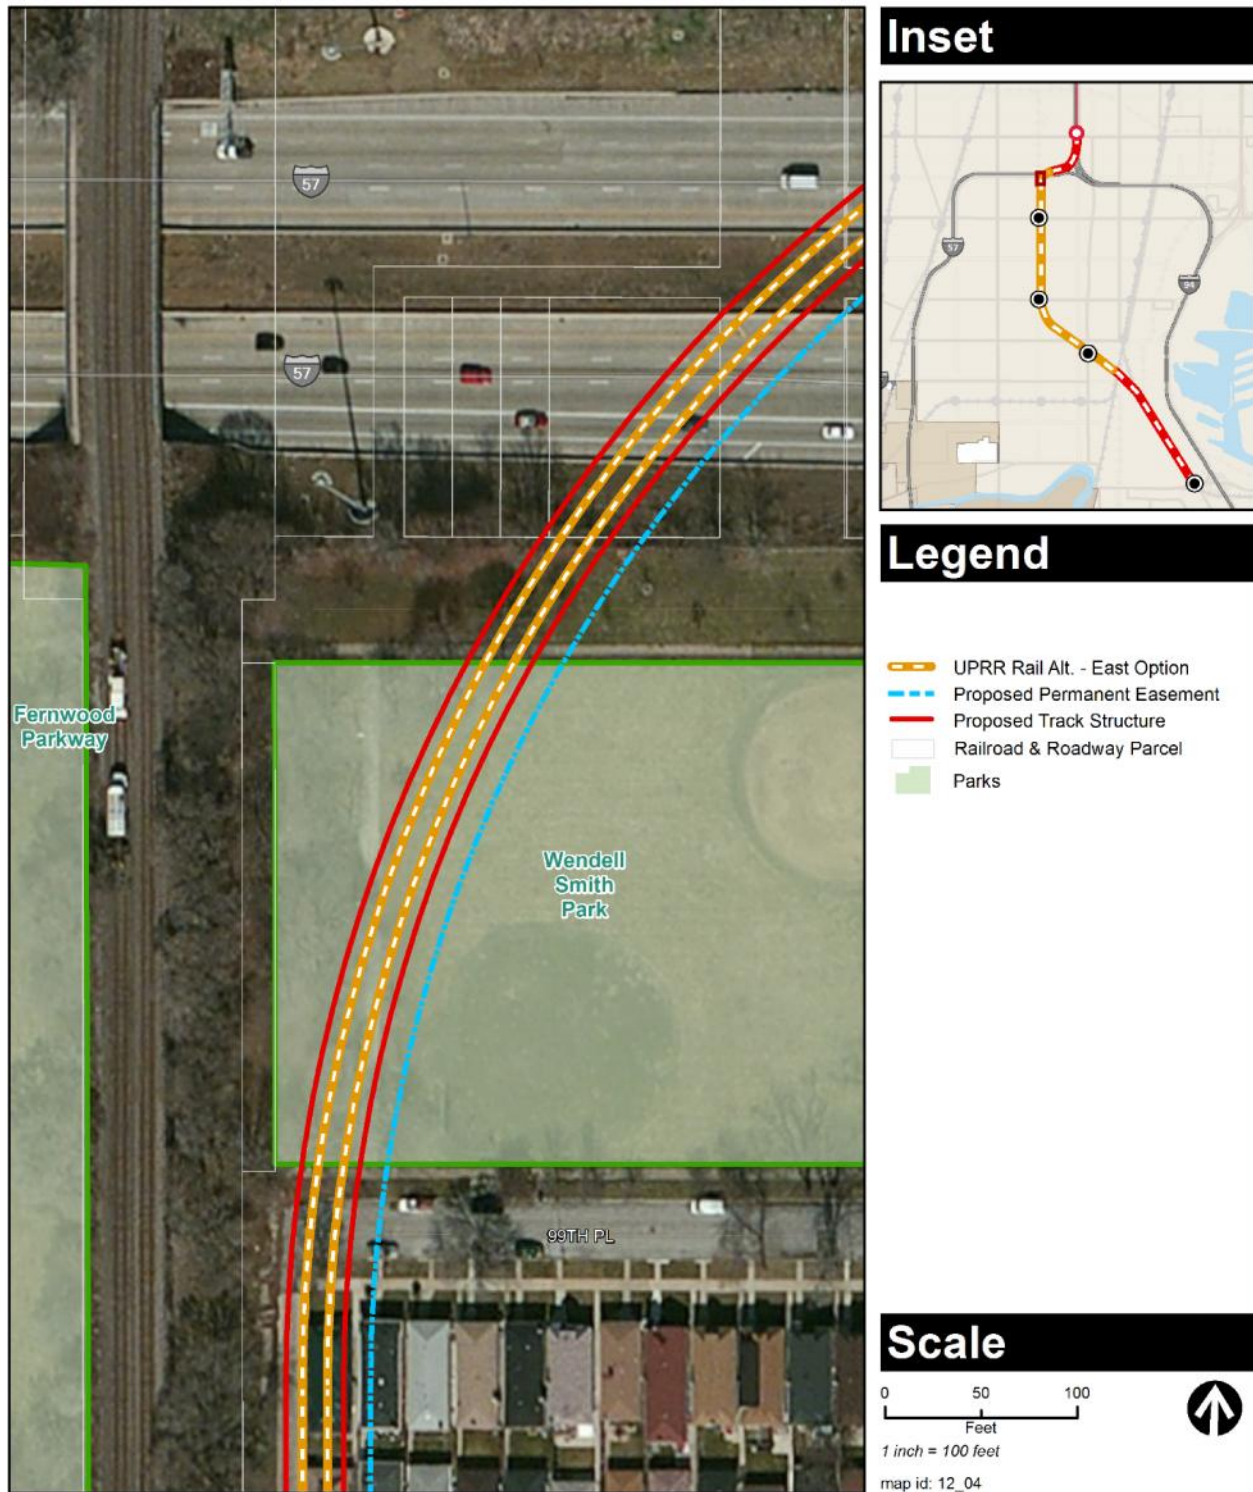 Inset
57
94
57
57
Legend
UPRR Rail Alt. - East Option
Proposed Permanent Easement
Proposed Track Structure
Railroad & Roadway Parcel
Parks
Fernwood
Parkway
Wendell
Smith
Park
99TH PL
Scale
0 50 100
Feet
1 inch = 100 feet
map id: 12_04